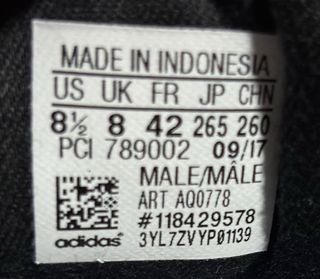 MADE IN INDONESIA
US UK FR JP CHN
8½ 8 42 265 260
PCI 789002 09/17
MALE/MÂLE
ART AQ0778
#118429578
adidas 3YL7ZVYP01139